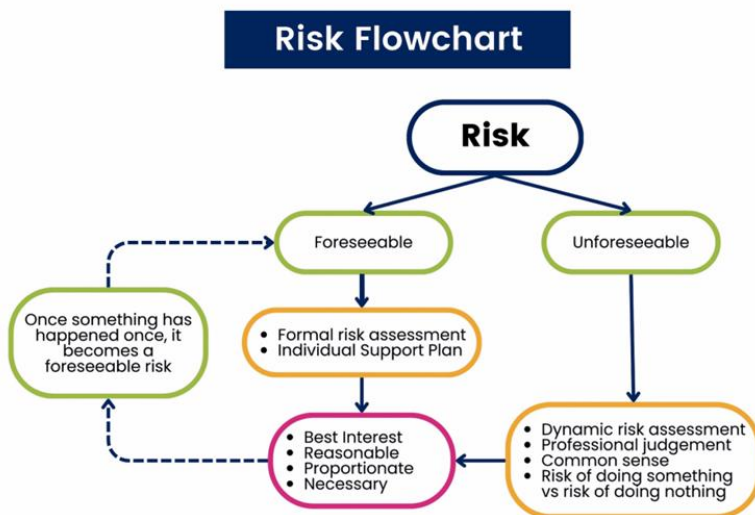 Risk Flowchart
Risk
Foreseeable
Unforeseeable
Once something has
happened once, it
becomes a
foreseeable risk
• Formal risk assessment
• Individual Support Plan
• Best Interest
• Reasonable
• Proportionate
• Necessary
• Dynamic risk assessment
• Professional judgement
• Common sense
• Risk of doing something
vs risk of doing nothing